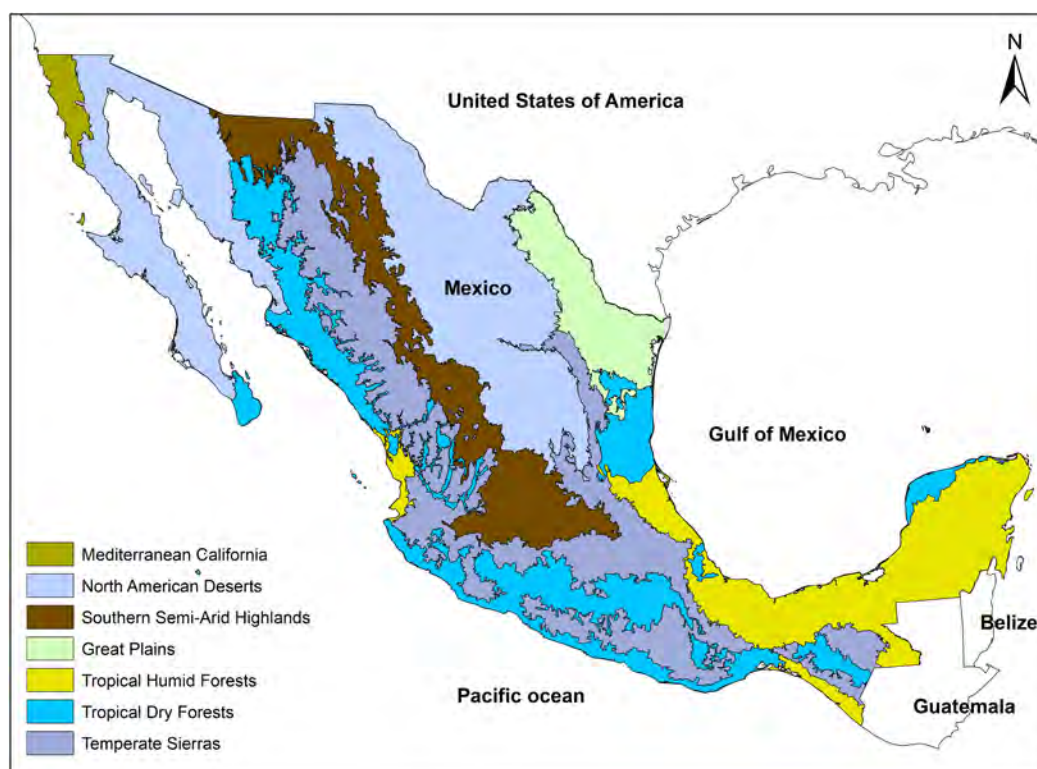 N
United States of America
Mexico
Gulf of Mexico
Mediterranean California
North American Deserts
Southern Semi-Arid Highlands
Great Plains
Tropical Humid Forests
Tropical Dry Forests
Temperate Sierras
Belize
Pacific ocean
Guatemala